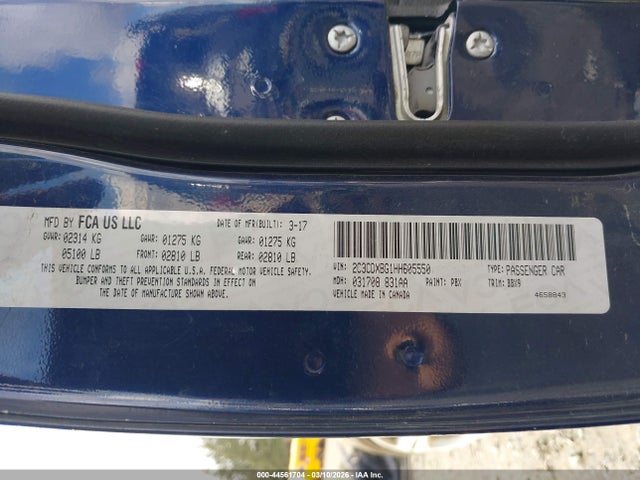 MFD BY FCA US LLC DATE OF MFR(BUILT): 3-17
GVWR: 02314 KG GAWR: 01275 KG GAWR: 01275 KG
05100 LB FRONT: 02810 LB REAR: 02810 LB
THIS VEHICLE CONFORMS TO ALL APPLICABLE U.S.A. FEDERAL MOTOR
VEHICLE SAFETY, BUMPER, AND THEFT PREVENTION STANDARDS IN EFFECT
ON THE DATE OF MANUFACTURE SHOWN ABOVE.
VIN: 2C3CDXBG1HH605550 TYPE: PASSENGER CAR
MDH: 031708 831AA PAINT: PBX TRIM: BBX9
VEHICLE MADE IN CANADA 4658843
000-44561704 - 03/10/2026 - IAA Inc.